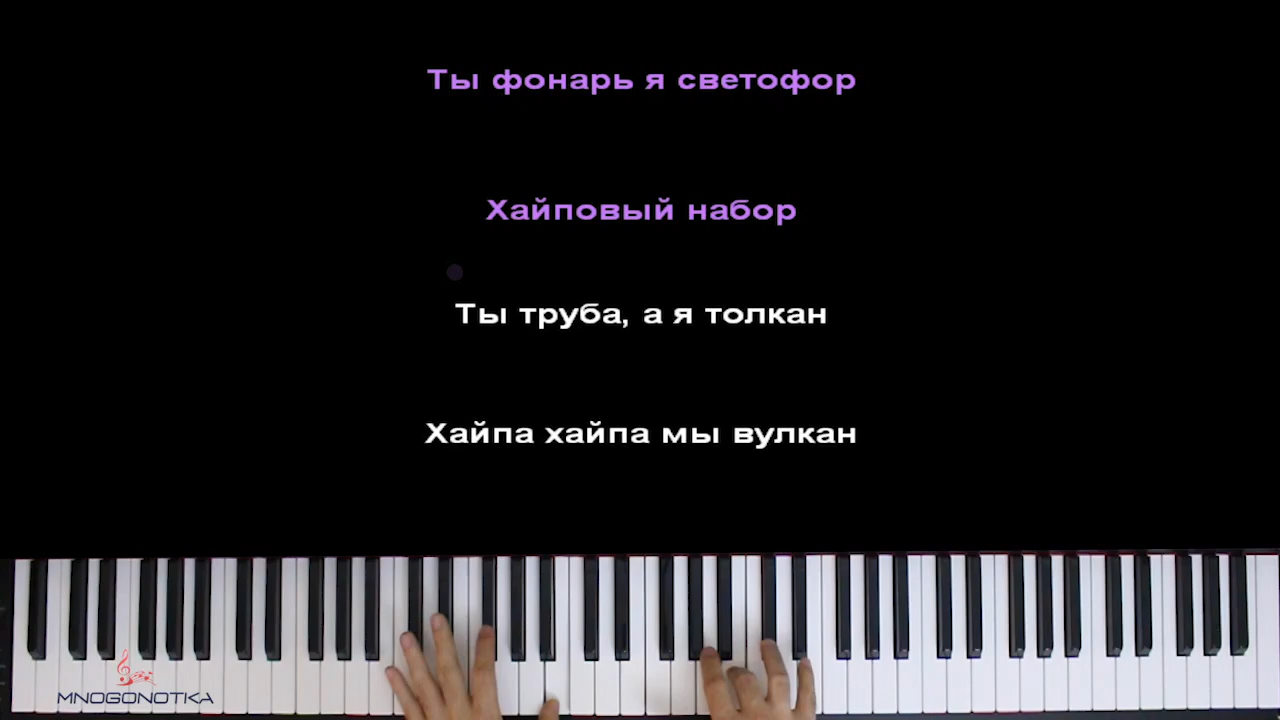 Ты фонарь я светофор
Хайповый набор
Ты труба, а я толкан
Хайпа хайпа мы вулкан
MNOGONOTKA